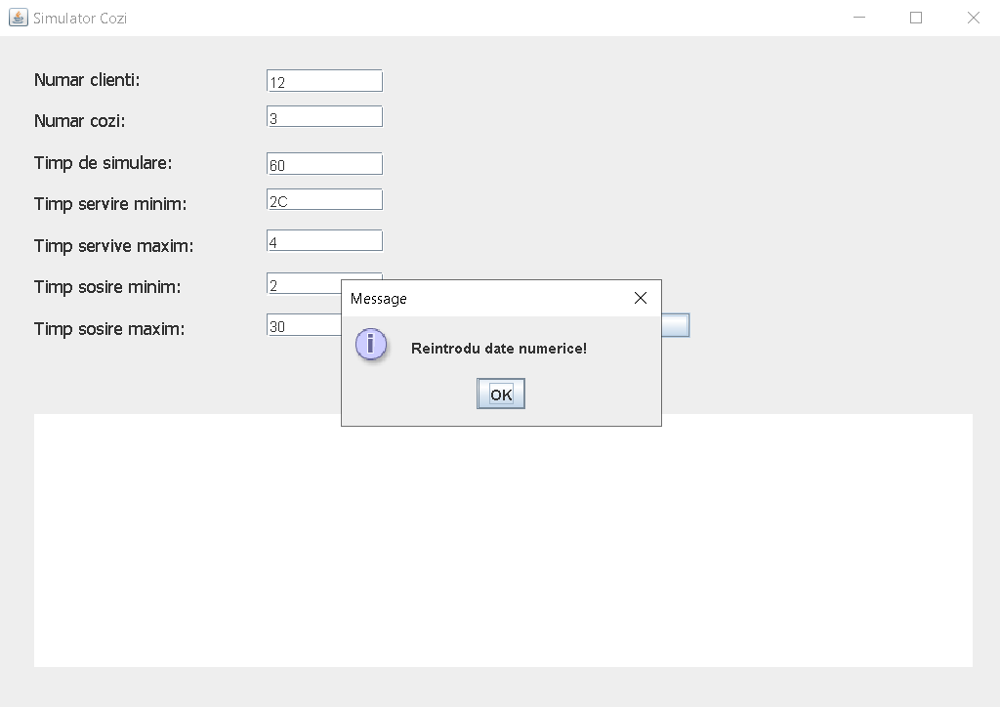 Simulator Cozi
Numar clienti: 12
Numar cozi: 3
Timp de simulare: 60
Timp servire minim: 2C
Timp servive maxim: 4
Timp sosire minim: 2
Timp sosire maxim: 30
Message
Reintrodu date numerice!
OK